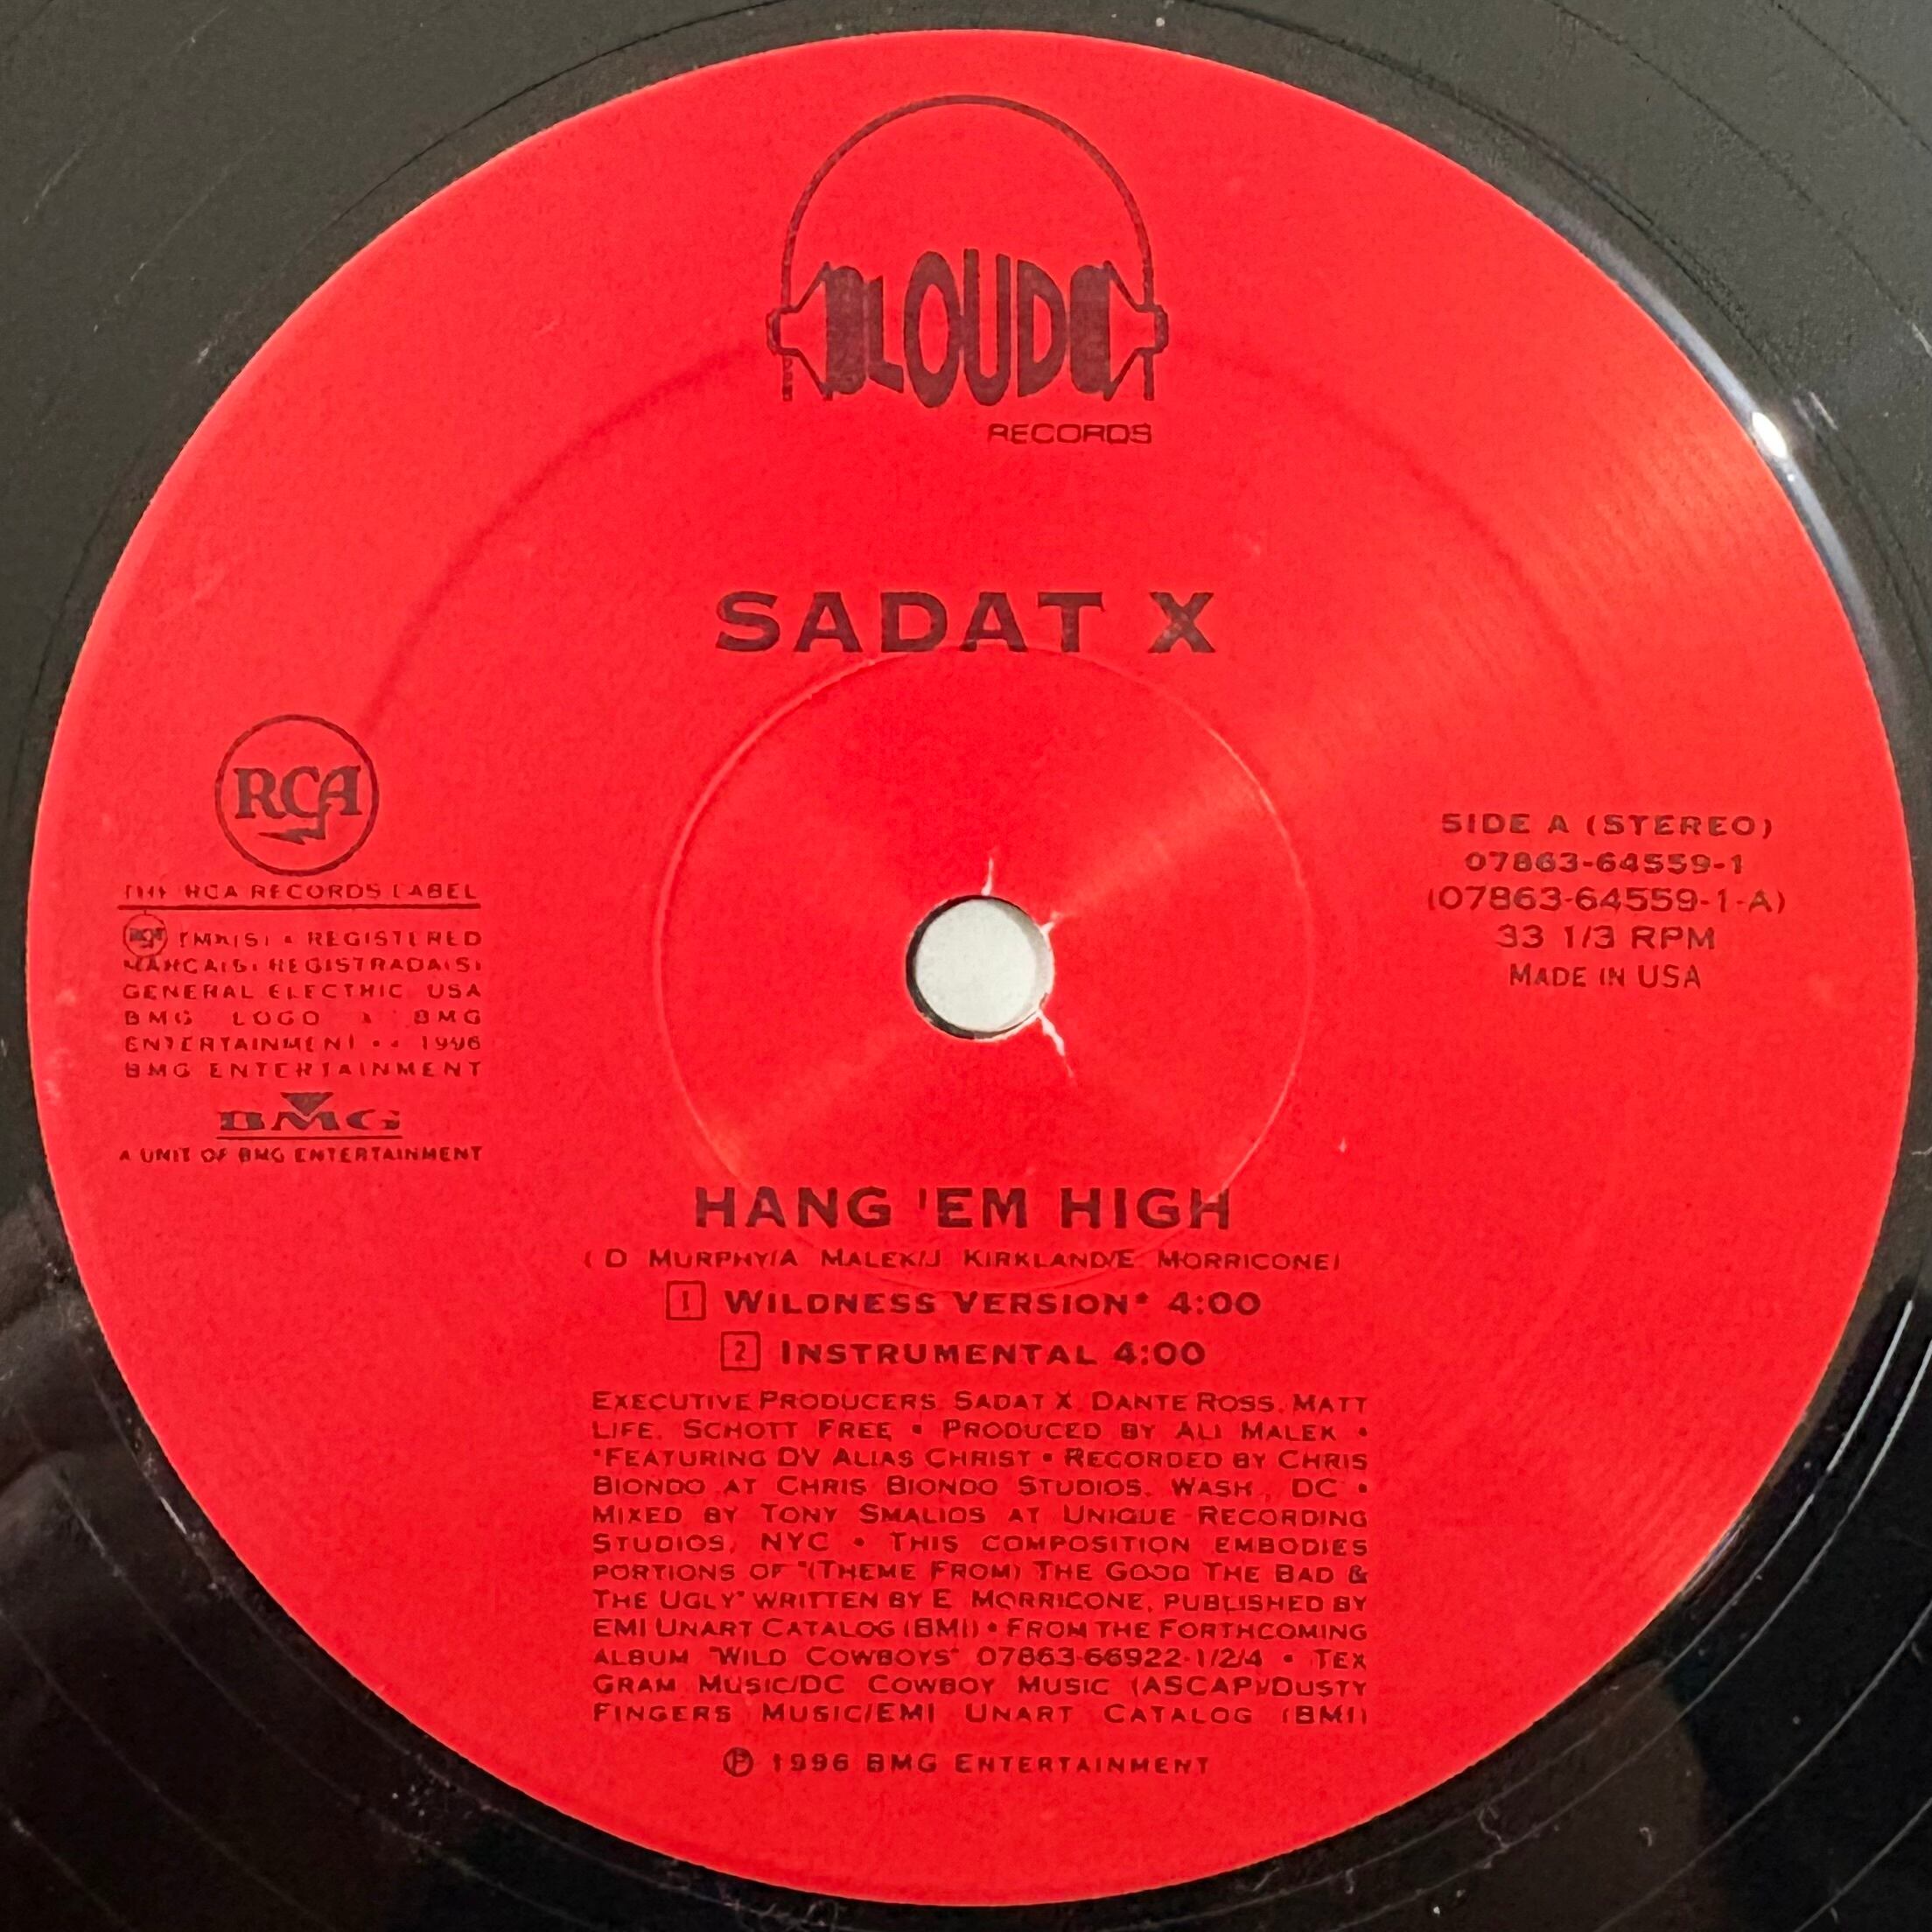 LOUD
RECORDS
SADAT X
RCA
THE RCA RECORDS LABEL
TMK(S) ® REGISTERED
MARCA(S) REGISTRADA(S)
GENERAL ELECTRIC, USA
BMG LOGO ® BMG
ENTERTAINMENT • 1996
BMG ENTERTAINMENT
BMG
A UNIT OF BMG ENTERTAINMENT
SIDE A (STEREO)
07863-64559-1
(07863-64559-1-A)
33 1/3 RPM
MADE IN USA
HANG 'EM HIGH
(D MURPHY/A MALEK/J KIRKLAND/E MORRICONE)
1 WILDNESS VERSION* 4:00
2 INSTRUMENTAL 4:00
EXECUTIVE PRODUCERS: SADAT X, DANTE ROSS, MATT
LIFE, SCHOTT FREE • PRODUCED BY ALI MALEK •
*FEATURING DV ALIAS CHRIST • RECORDED BY CHRIS
BIONDO AT CHRIS BIONDO STUDIOS, WASH., DC •
MIXED BY TONY SMALIOS AT UNIQUE RECORDING
STUDIOS, NYC • THIS COMPOSITION EMBODIES
PORTIONS OF "(THEME FROM) THE GOOD THE BAD &
THE UGLY" WRITTEN BY E. MORRICONE, PUBLISHED BY
EMI UNART CATALOG (BMI) • FROM THE FORTHCOMING
ALBUM "WILD COWBOYS" 07863-66922-1/2/4 • TEX
GRAM MUSIC/DC COWBOY MUSIC (ASCAP)/DUSTY
FINGERS MUSIC/EMI UNART CATALOG (BMI)
℗ 1996 BMG ENTERTAINMENT